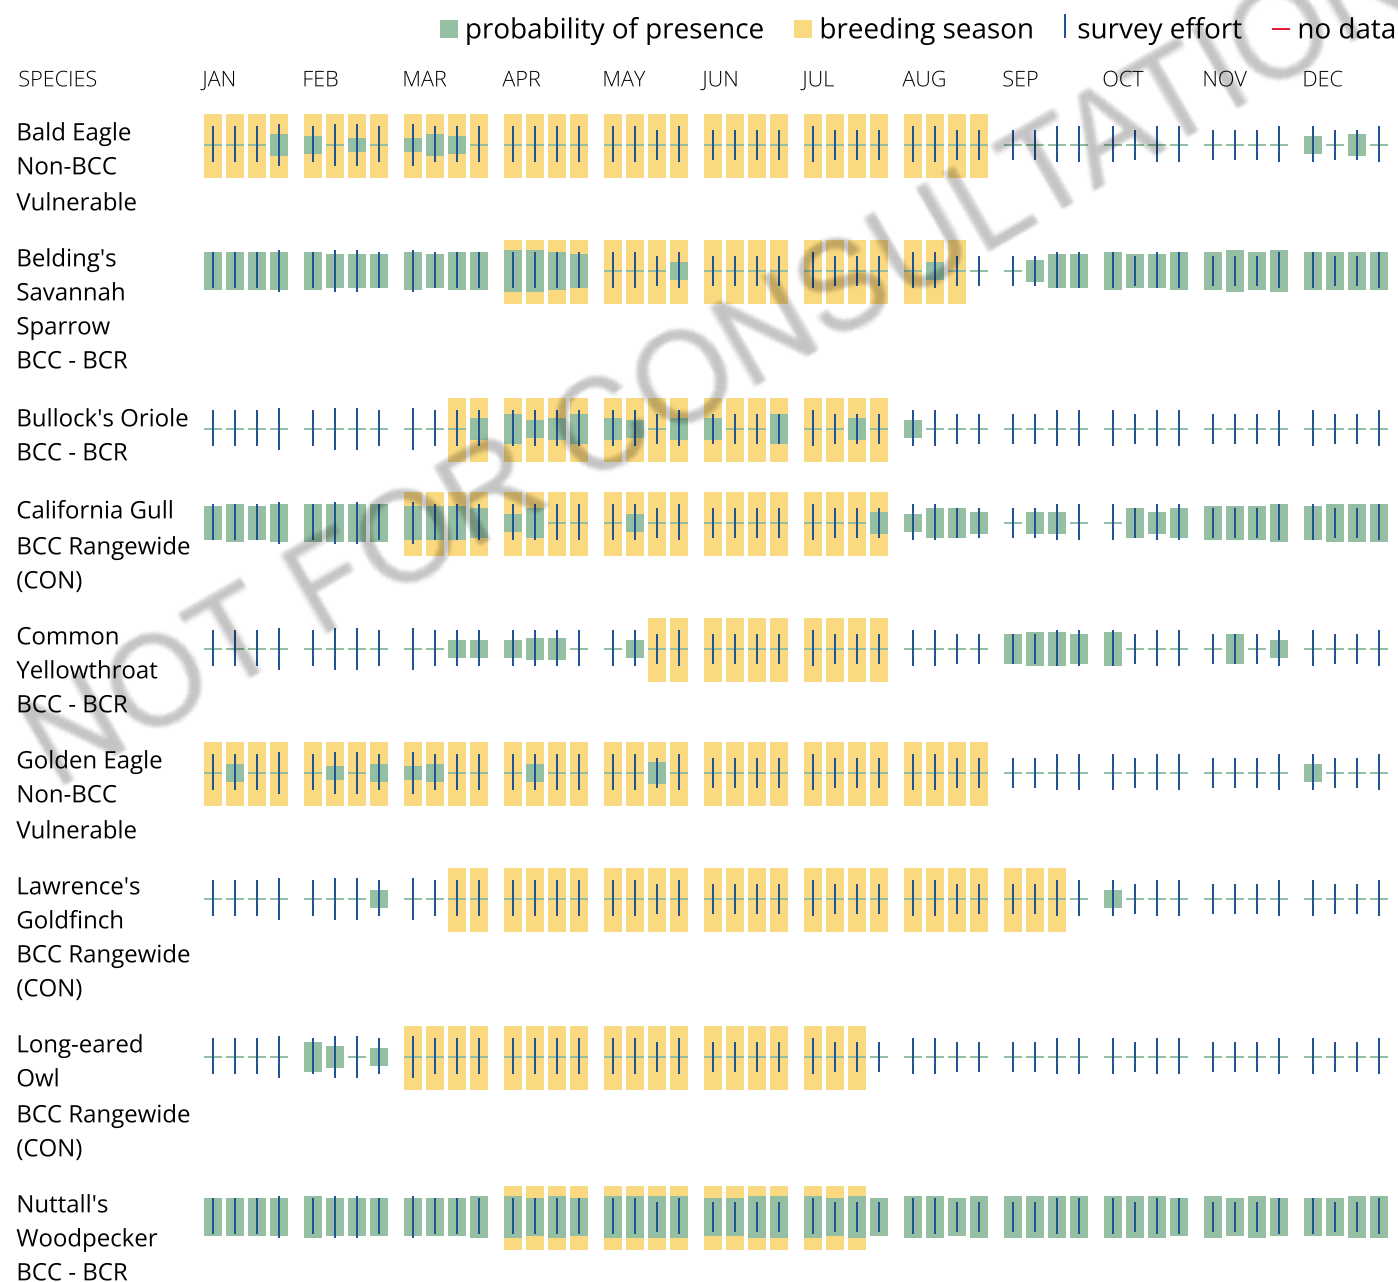 probability of presence breeding season survey effort no data
SPECIES JAN FEB MAR APR MAY JUN JUL AUG SEP OCT NOV DEC
Bald Eagle
Non-BCC
Vulnerable
Belding's
Savannah
Sparrow
BCC - BCR
Bullock's Oriole
BCC - BCR
California Gull
BCC Rangewide
(CON)
Common
Yellowthroat
BCC - BCR
Golden Eagle
Non-BCC
Vulnerable
Lawrence's
Goldfinch
BCC Rangewide
(CON)
Long-eared
Owl
BCC Rangewide
(CON)
Nuttall's
Woodpecker
BCC - BCR
NOT FOR CONSULTATION